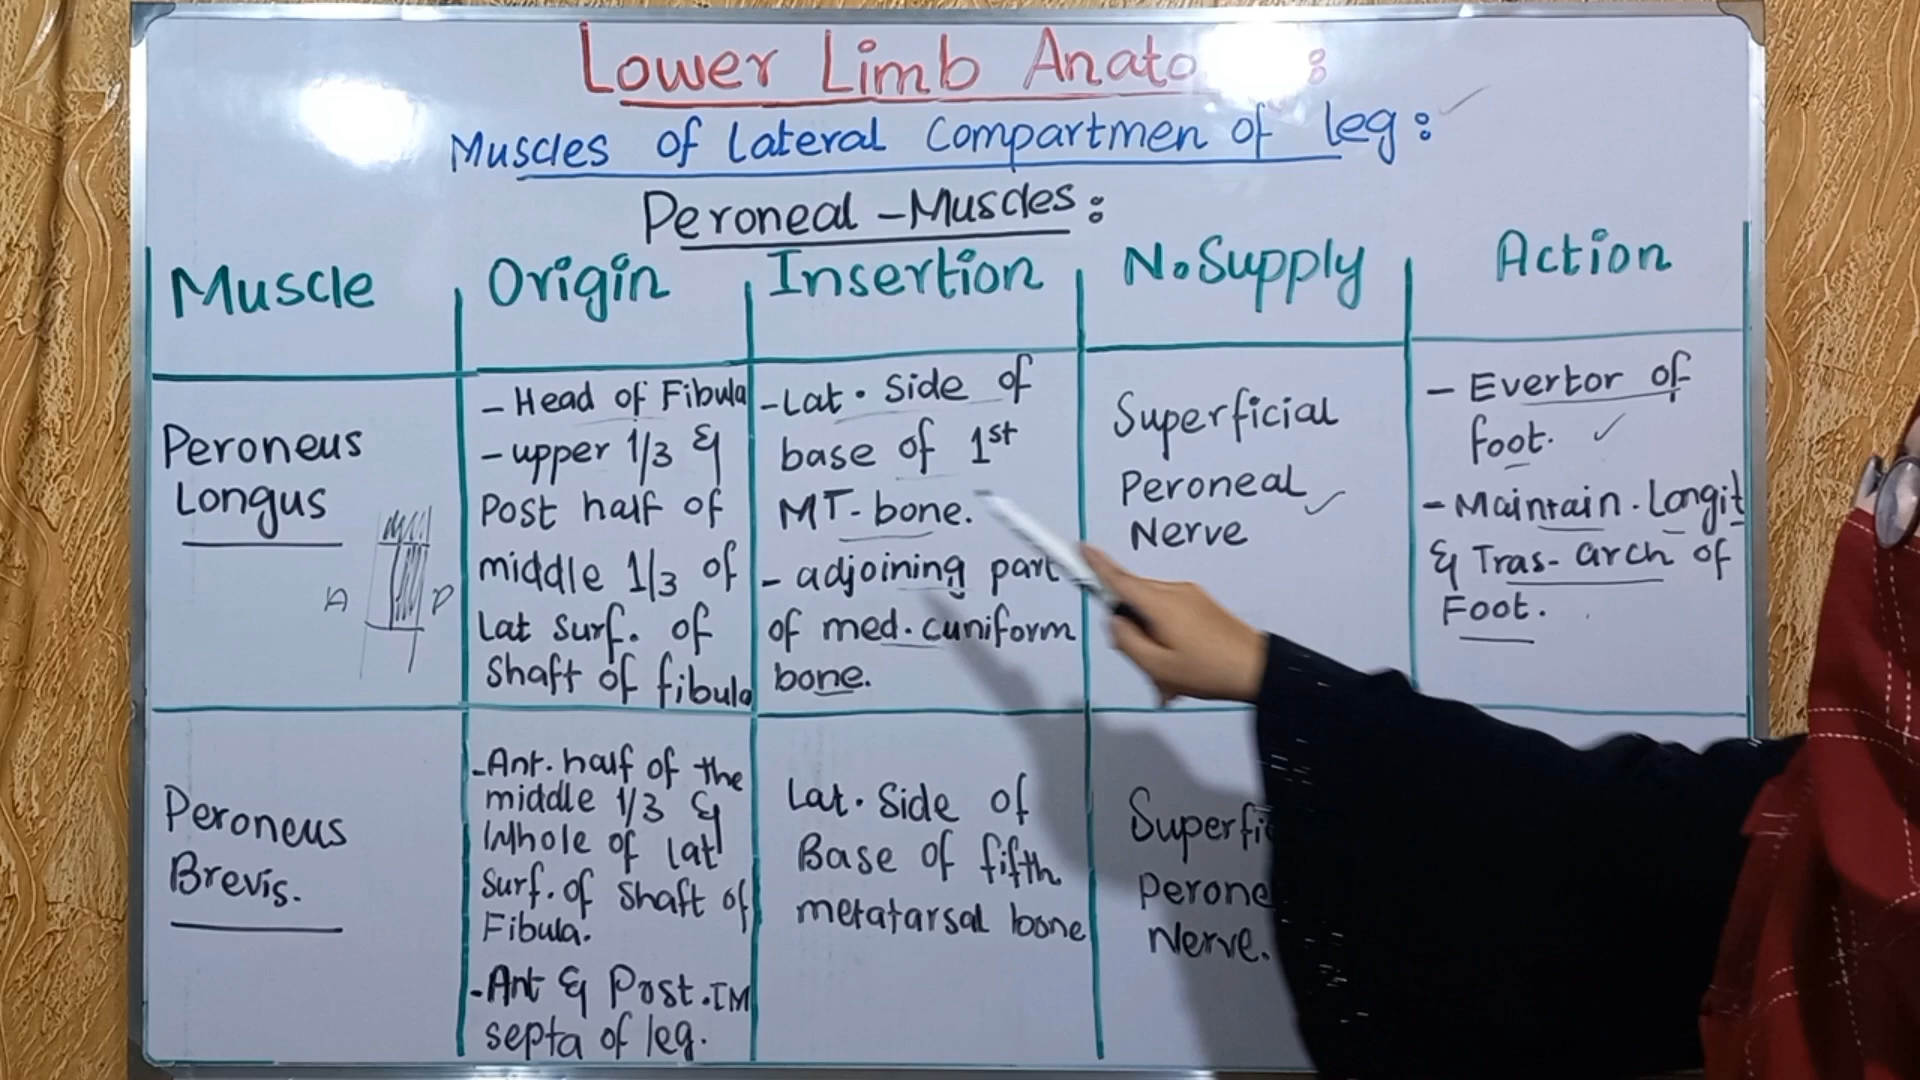 Lower Limb Anato :
Muscles of Lateral Compartmen of leg:
Peroneal - Muscles:
Muscle
Origin
Insertion
N. Supply
Action
Peroneus
Longus
A
P
- Head of Fibula
- upper 1/3 &
Post half of
middle 1/3 of
Lat surf. of
Shaft of fibula
- Lat. Side of
base of 1st
MT- bone.
- adjoining part
of med. cuniform
bone.
Superficial
Peroneal
Nerve
- Evertor of
foot.
- Maintain. Longit
& Tras- arch of
Foot.
Peroneus
Brevis.
- Ant. half of the
middle 1/3 &
Whole of lat
Surf. of Shaft of
Fibula.
- Ant & Post. IM
septa of leg.
Lat. Side of
Base of fifth
metatarsal bone
Superfi
Perone
Nerve.